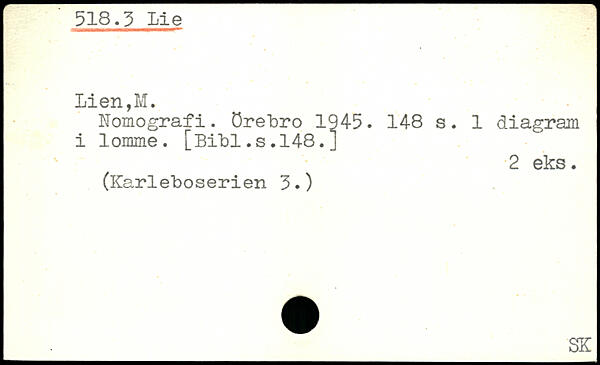 518.3 Lie
Lien,M.
Nomografi. Örebro 1945. 148 s. 1 diagram
i lomme. [Bibl.s.148.]
2 eks.
(Karleboserien 3.)
SK